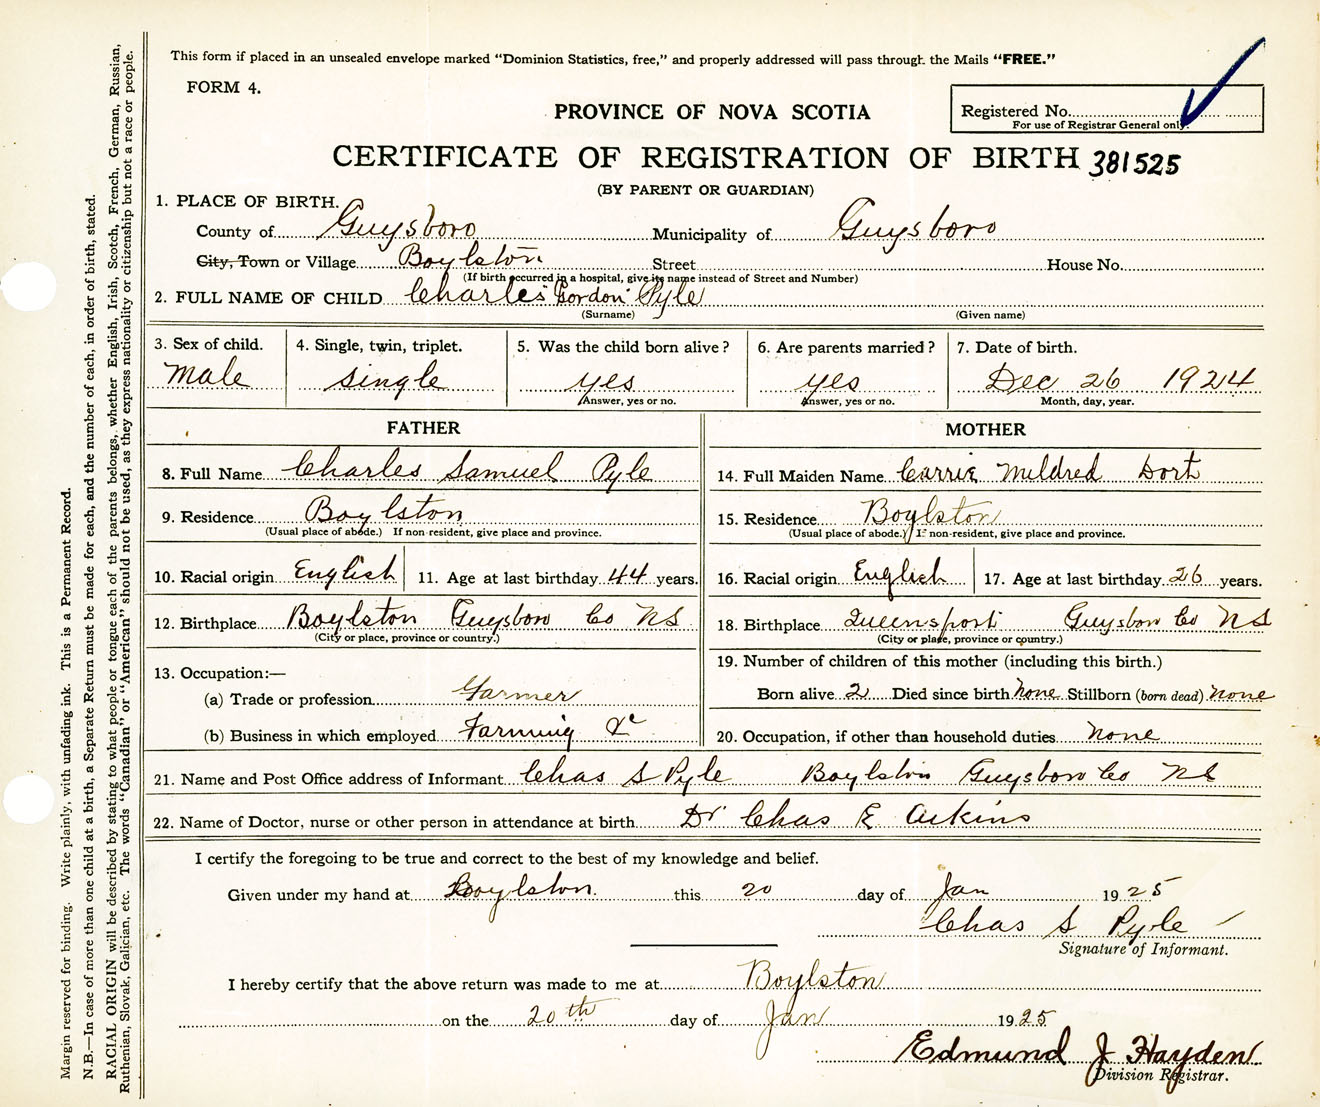 This form if placed in an unsealed envelope marked “Dominion Statistics, free,” and properly addressed will pass through the Mails “FREE.”
FORM 4.
PROVINCE OF NOVA SCOTIA
Registered No.
For use of Registrar General only.
CERTIFICATE OF REGISTRATION OF BIRTH 381525
(BY PARENT OR GUARDIAN)
1. PLACE OF BIRTH.
County of Guysboro Municipality of Guysboro
City, Town or Village Boylston Street House No.
(If birth occurred in a hospital, give its name instead of Street and Number)
2. FULL NAME OF CHILD Charles Gordon Pyle
(Surname) (Given name)
3. Sex of child. 4. Single, twin, triplet. 5. Was the child born alive? 6. Are parents married? 7. Date of birth.
Male single yes yes Dec 26 1924
Answer, yes or no. Answer, yes or no. Month, day, year.
FATHER MOTHER
8. Full Name Charles Samuel Pyle 14. Full Maiden Name Carrie Mildred Dort
9. Residence Boylston 15. Residence Boylston
(Usual place of abode.) If non-resident, give place and province. (Usual place of abode.) If non-resident, give place and province.
10. Racial origin English 11. Age at last birthday 44 years. 16. Racial origin English 17. Age at last birthday 26 years.
12. Birthplace Boylston Guysboro Co NS 18. Birthplace Queensport Guysboro Co NS
(City or place, province or country.) (City or place, province or country.)
13. Occupation:— 19. Number of children of this mother (including this birth.)
(a) Trade or profession Farmer Born alive 2 Died since birth None Stillborn (born dead) none
(b) Business in which employed Farming &c 20. Occupation, if other than household duties None
21. Name and Post Office address of Informant Chas S Pyle Boylston Guysboro Co NS
22. Name of Doctor, nurse or other person in attendance at birth Dr Chas E Aikins
I certify the foregoing to be true and correct to the best of my knowledge and belief.
Given under my hand at Boylston this 20 day of Jan 1925
Chas S Pyle
Signature of Informant.
I hereby certify that the above return was made to me at Boylston
on the 20th day of Jan 1925
Edmund J Hayden
Division Registrar.
Margin reserved for binding. Write plainly, with unfading ink. This is a Permanent Record.
N.B.—In case of more than one child at a birth, a Separate Return must be made for each, and the number of each, in order of birth, stated.
RACIAL ORIGIN will be described by stating to what people or tongue each of the parents belongs, whether English, Irish, Scotch, French, German, Russian,
Ruthenian, Slovak, Galician, etc. The words “Canadian” or “American” should not be used, as they express nationality or citizenship but not a race or people.